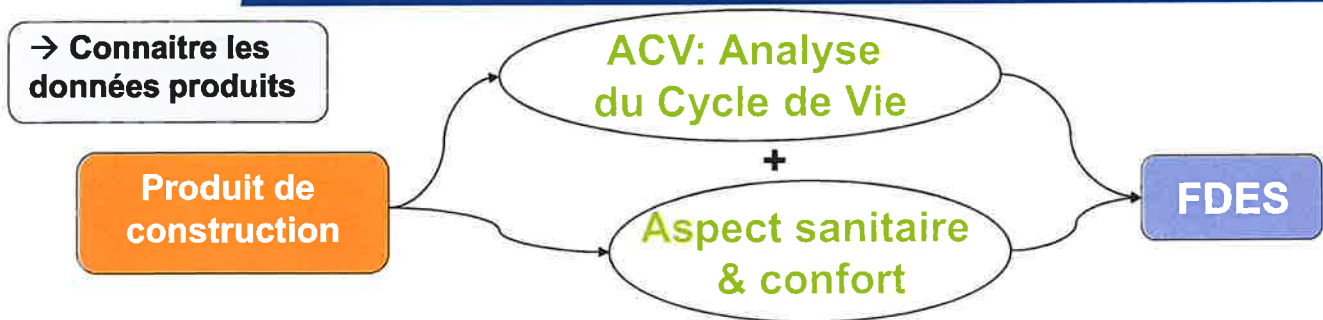 → Connaitre les
données produits
ACV: Analyse
du Cycle de Vie
+
Produit de
construction
Aspect sanitaire
& confort
FDES